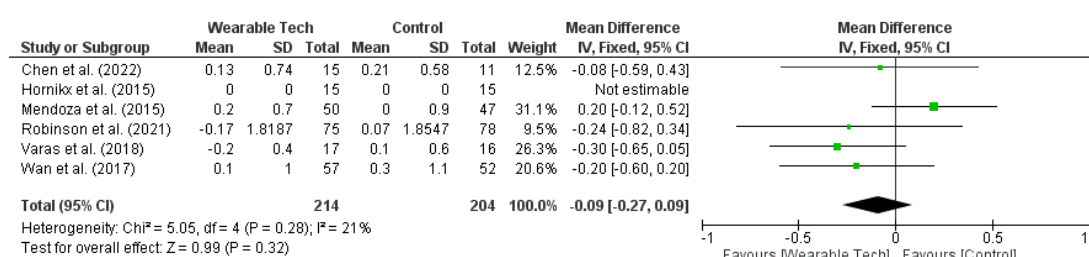 Wearable Tech Control Mean Difference Mean Difference
Study or Subgroup Mean SD Total Mean SD Total Weight IV, Fixed, 95% CI IV, Fixed, 95% CI
Chen et al. (2022) 0.13 0.74 15 0.21 0.58 11 12.5% -0.08 [-0.59, 0.43]
Hornikx et al. (2015) 0 0 15 0 0 15 Not estimable
Mendoza et al. (2015) 0.2 0.7 50 0 0.9 47 31.1% 0.20 [-0.12, 0.52]
Robinson et al. (2021) -0.17 1.8187 75 0.07 1.8547 78 9.5% -0.24 [-0.82, 0.34]
Varas et al. (2018) -0.2 0.4 17 0.1 0.6 16 26.3% -0.30 [-0.65, 0.05]
Wan et al. (2017) 0.1 1 57 0.3 1.1 52 20.6% -0.20 [-0.60, 0.20]
Total (95% CI) 214 204 100.0% -0.09 [-0.27, 0.09]
Heterogeneity: Chi² = 5.05, df = 4 (P = 0.28); I² = 21%
Test for overall effect: Z = 0.99 (P = 0.32)
-1 -0.5 0 0.5 1
Favours [Wearable Tech] Favours [Control]